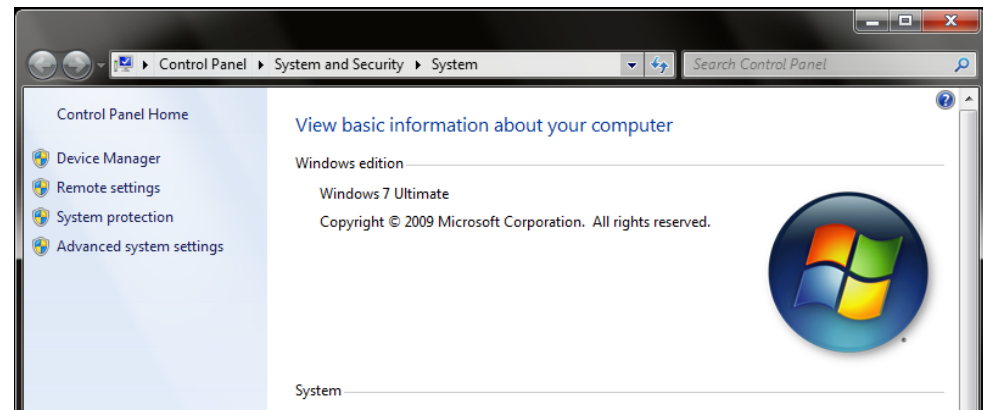 Control Panel System and Security System
Search Control Panel
Control Panel Home
Device Manager
Remote settings
System protection
Advanced system settings
View basic information about your computer
Windows edition
Windows 7 Ultimate
Copyright © 2009 Microsoft Corporation. All rights reserved.
System